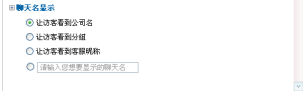 聊天名显示
让访客看到公司名
让访客看到分组
让访客看到客服昵称
请输入您想要显示的聊天名